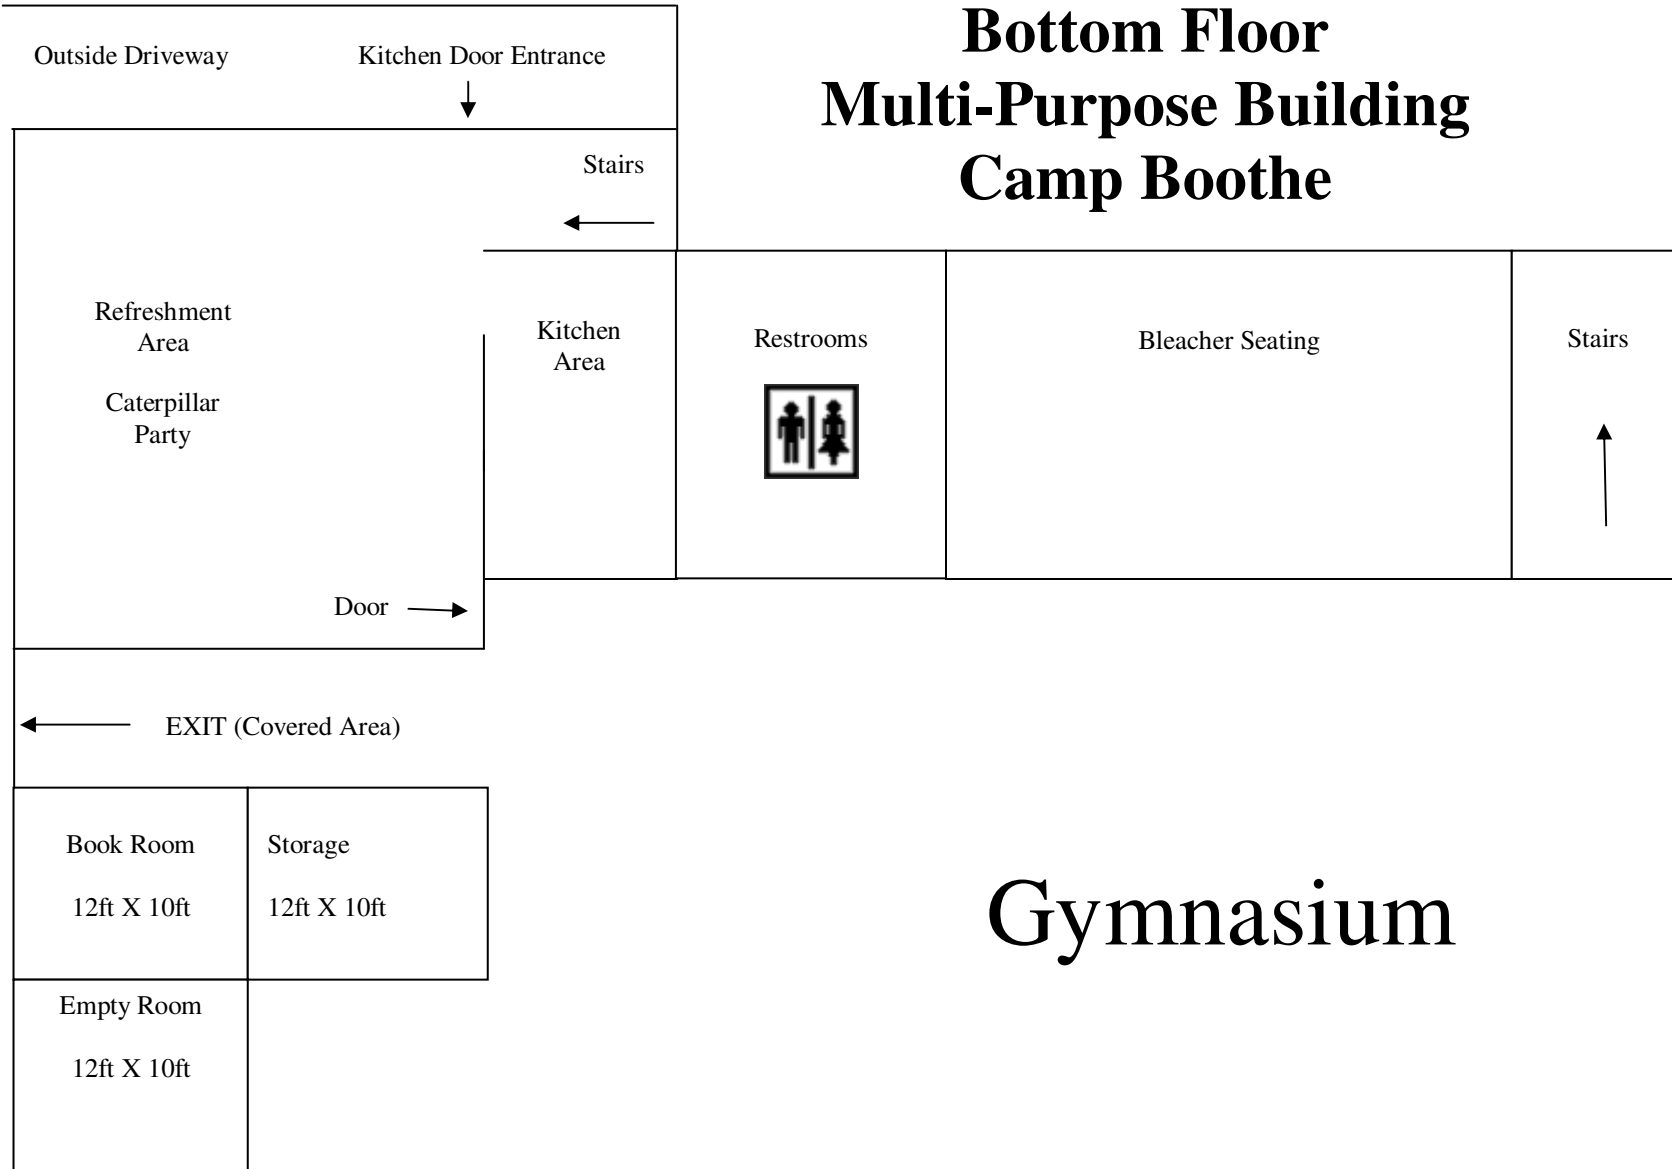 Bottom Floor
Multi-Purpose Building
Camp Boothe
Outside Driveway
Kitchen Door Entrance
Stairs
Refreshment
Area
Caterpillar
Party
Kitchen
Area
Restrooms
Bleacher Seating
Stairs
Door
EXIT (Covered Area)
Book Room
12ft X 10ft
Storage
12ft X 10ft
Gymnasium
Empty Room
12ft X 10ft